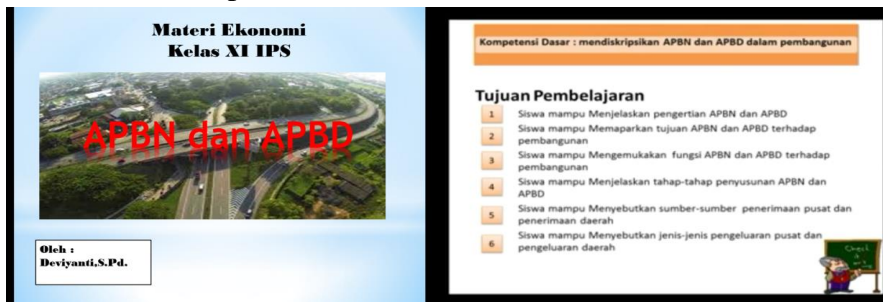 Materi Ekonomi
Kelas XI IPS
APBN dan APBD
Oleh :
Deviyanti,S.Pd.
Kompetensi Dasar : mendiskripsikan APBN dan APBD dalam pembangunan
Tujuan Pembelajaran
1 Siswa mampu Menjelaskan pengertian APBN dan APBD
2 Siswa mampu Memaparkan tujuan APBN dan APBD terhadap
pembangunan
3 Siswa mampu Mengemukakan fungsi APBN dan APBD terhadap
pembangunan
4 Siswa mampu Menjelaskan tahap-tahap penyusunan APBN dan
APBD
5 Siswa mampu Menyebutkan sumber-sumber penerimaan pusat dan
penerimaan daerah
6 Siswa mampu Menyebutkan jenis-jenis pengeluaran pusat dan
pengeluaran daerah
Check